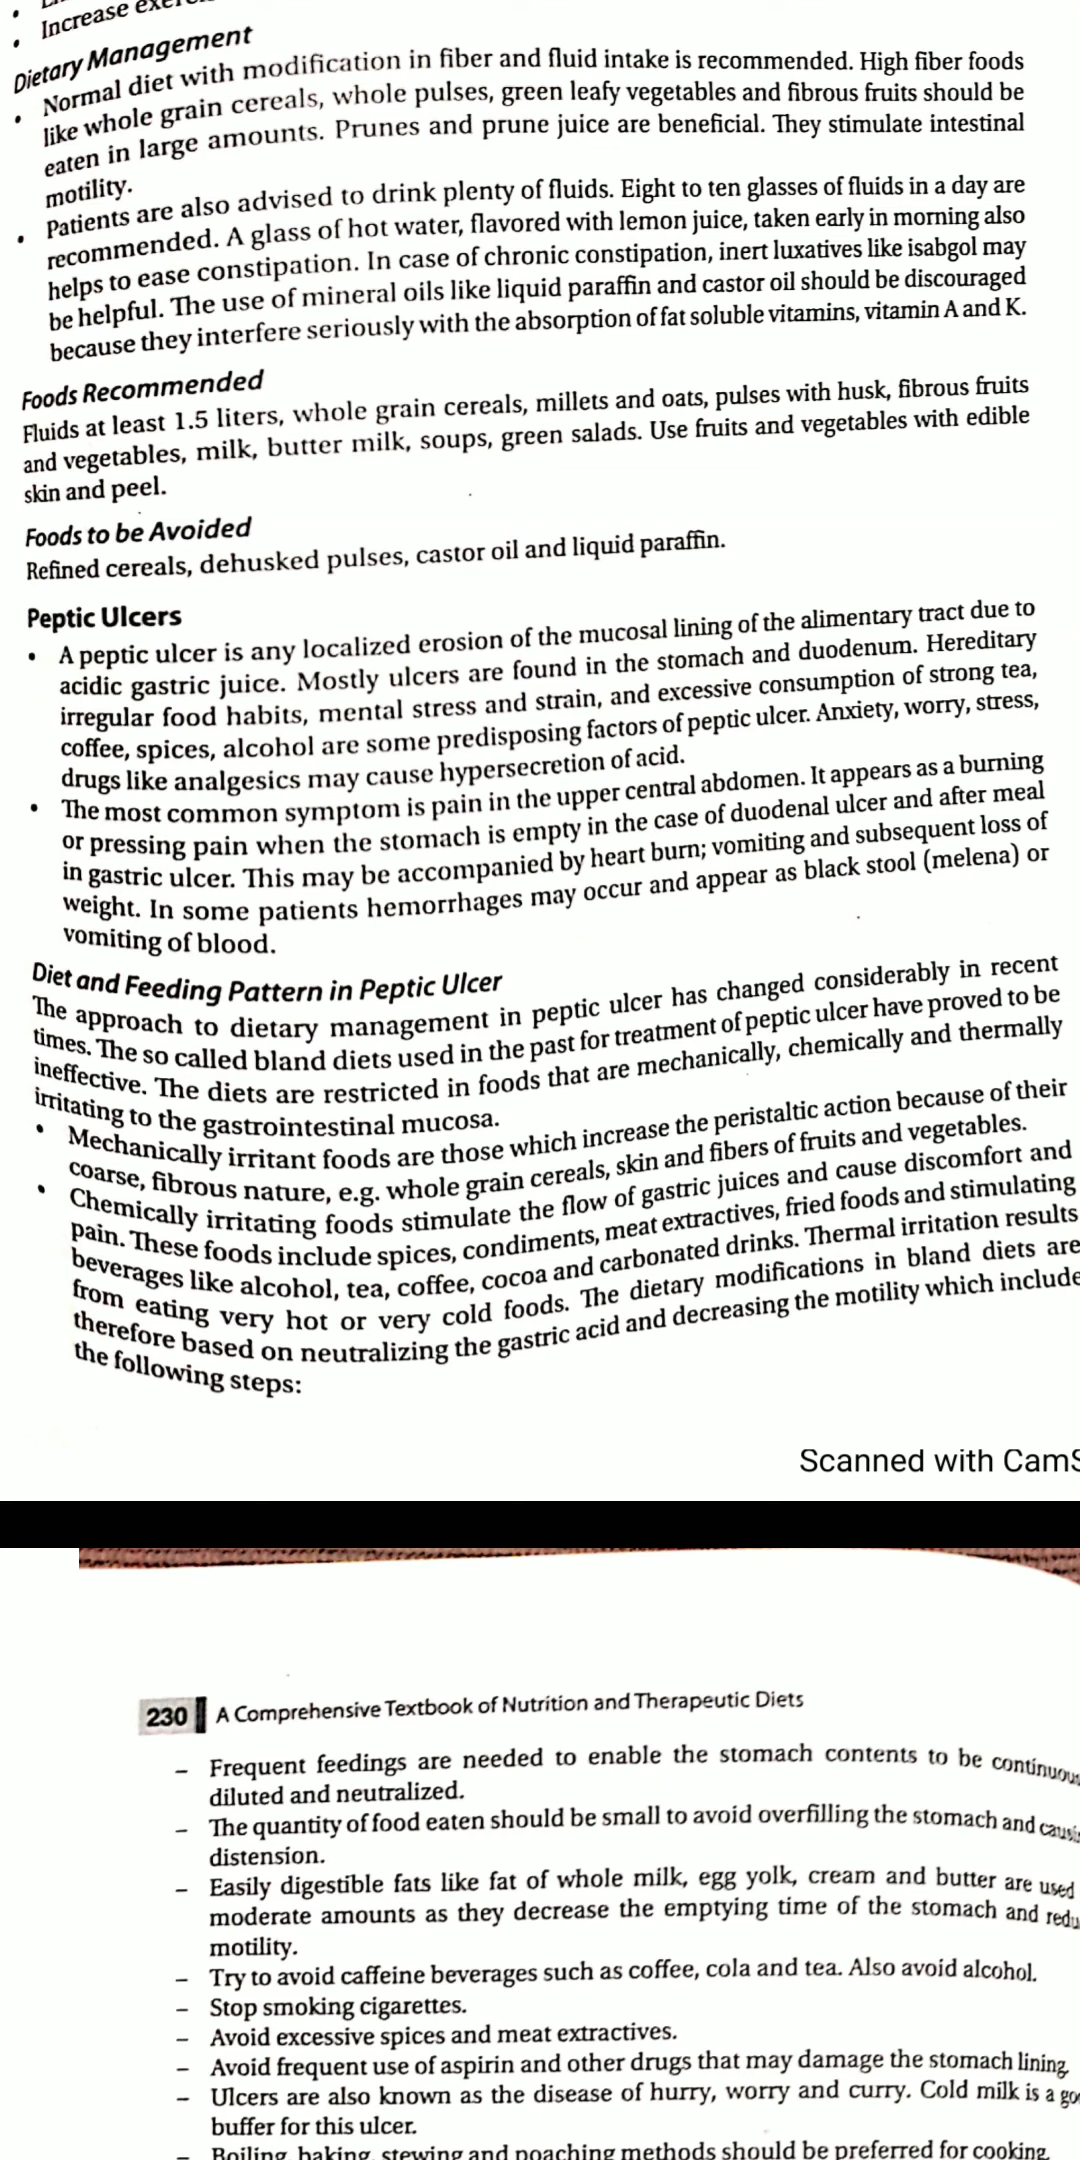 Increase
Dietary Management
• Normal diet with modification in fiber and fluid intake is recommended. High fiber foods
like whole grain cereals, whole pulses, green leafy vegetables and fibrous fruits should be
eaten in large amounts. Prunes and prune juice are beneficial. They stimulate intestinal
motility.
• Patients are also advised to drink plenty of fluids. Eight to ten glasses of fluids in a day are
recommended. A glass of hot water, flavored with lemon juice, taken early in morning also
helps to ease constipation. In case of chronic constipation, inert luxatives like isabgol may
be helpful. The use of mineral oils like liquid paraffin and castor oil should be discouraged
because they interfere seriously with the absorption of fat soluble vitamins, vitamin A and K.
Foods Recommended
Fluids at least 1.5 liters, whole grain cereals, millets and oats, pulses with husk, fibrous fruits
and vegetables, milk, butter milk, soups, green salads. Use fruits and vegetables with edible
skin and peel.
Foods to be Avoided
Refined cereals, dehusked pulses, castor oil and liquid paraffin.
Peptic Ulcers
• A peptic ulcer is any localized erosion of the mucosal lining of the alimentary tract due to
acidic gastric juice. Mostly ulcers are found in the stomach and duodenum. Hereditary
irregular food habits, mental stress and strain, and excessive consumption of strong tea,
coffee, spices, alcohol are some predisposing factors of peptic ulcer. Anxiety, worry, stress,
drugs like analgesics may cause hypersecretion of acid.
• The most common symptom is pain in the upper central abdomen. It appears as a burning
or pressing pain when the stomach is empty in the case of duodenal ulcer and after meal
in gastric ulcer. This may be accompanied by heart burn; vomiting and subsequent loss of
weight. In some patients hemorrhages may occur and appear as black stool (melena) or
vomiting of blood.
Diet and Feeding Pattern in Peptic Ulcer
The approach to dietary management in peptic ulcer has changed considerably in recent
times. The so called bland diets used in the past for treatment of peptic ulcer have proved to be
ineffective. The diets are restricted in foods that are mechanically, chemically and thermally
irritating to the gastrointestinal mucosa.
• Mechanically irritant foods are those which increase the peristaltic action because of their
coarse, fibrous nature, e.g. whole grain cereals, skin and fibers of fruits and vegetables.
• Chemically irritating foods stimulate the flow of gastric juices and cause discomfort and
pain. These foods include spices, condiments, meat extractives, fried foods and stimulating
beverages like alcohol, tea, coffee, cocoa and carbonated drinks. Thermal irritation results
from eating very hot or very cold foods. The dietary modifications in bland diets are
therefore based on neutralizing the gastric acid and decreasing the motility which include
the following steps:
Scanned with CamS
230 A Comprehensive Textbook of Nutrition and Therapeutic Diets
– Frequent feedings are needed to enable the stomach contents to be continuous
diluted and neutralized.
– The quantity of food eaten should be small to avoid overfilling the stomach and causi
distension.
– Easily digestible fats like fat of whole milk, egg yolk, cream and butter are used
moderate amounts as they decrease the emptying time of the stomach and redu
motility.
– Try to avoid caffeine beverages such as coffee, cola and tea. Also avoid alcohol.
– Stop smoking cigarettes.
– Avoid excessive spices and meat extractives.
– Avoid frequent use of aspirin and other drugs that may damage the stomach lining.
– Ulcers are also known as the disease of hurry, worry and curry. Cold milk is a go
buffer for this ulcer.
– Boiling, baking, stewing and poaching methods should be preferred for cooking.